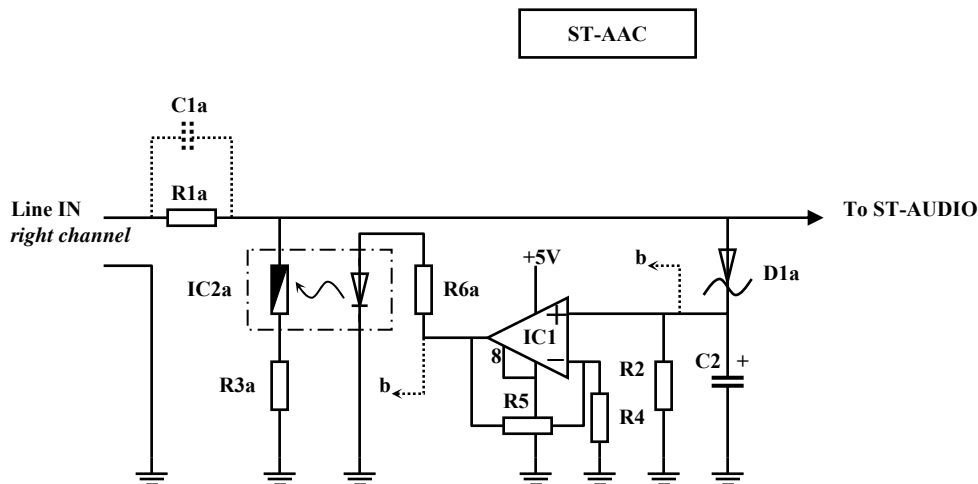 ST-AAC
C1a
R1a
Line IN
right channel
To ST-AUDIO
+5V
b
D1a
IC2a
R6a
IC1
8
b
R3a
R5
R4
R2
C2
+